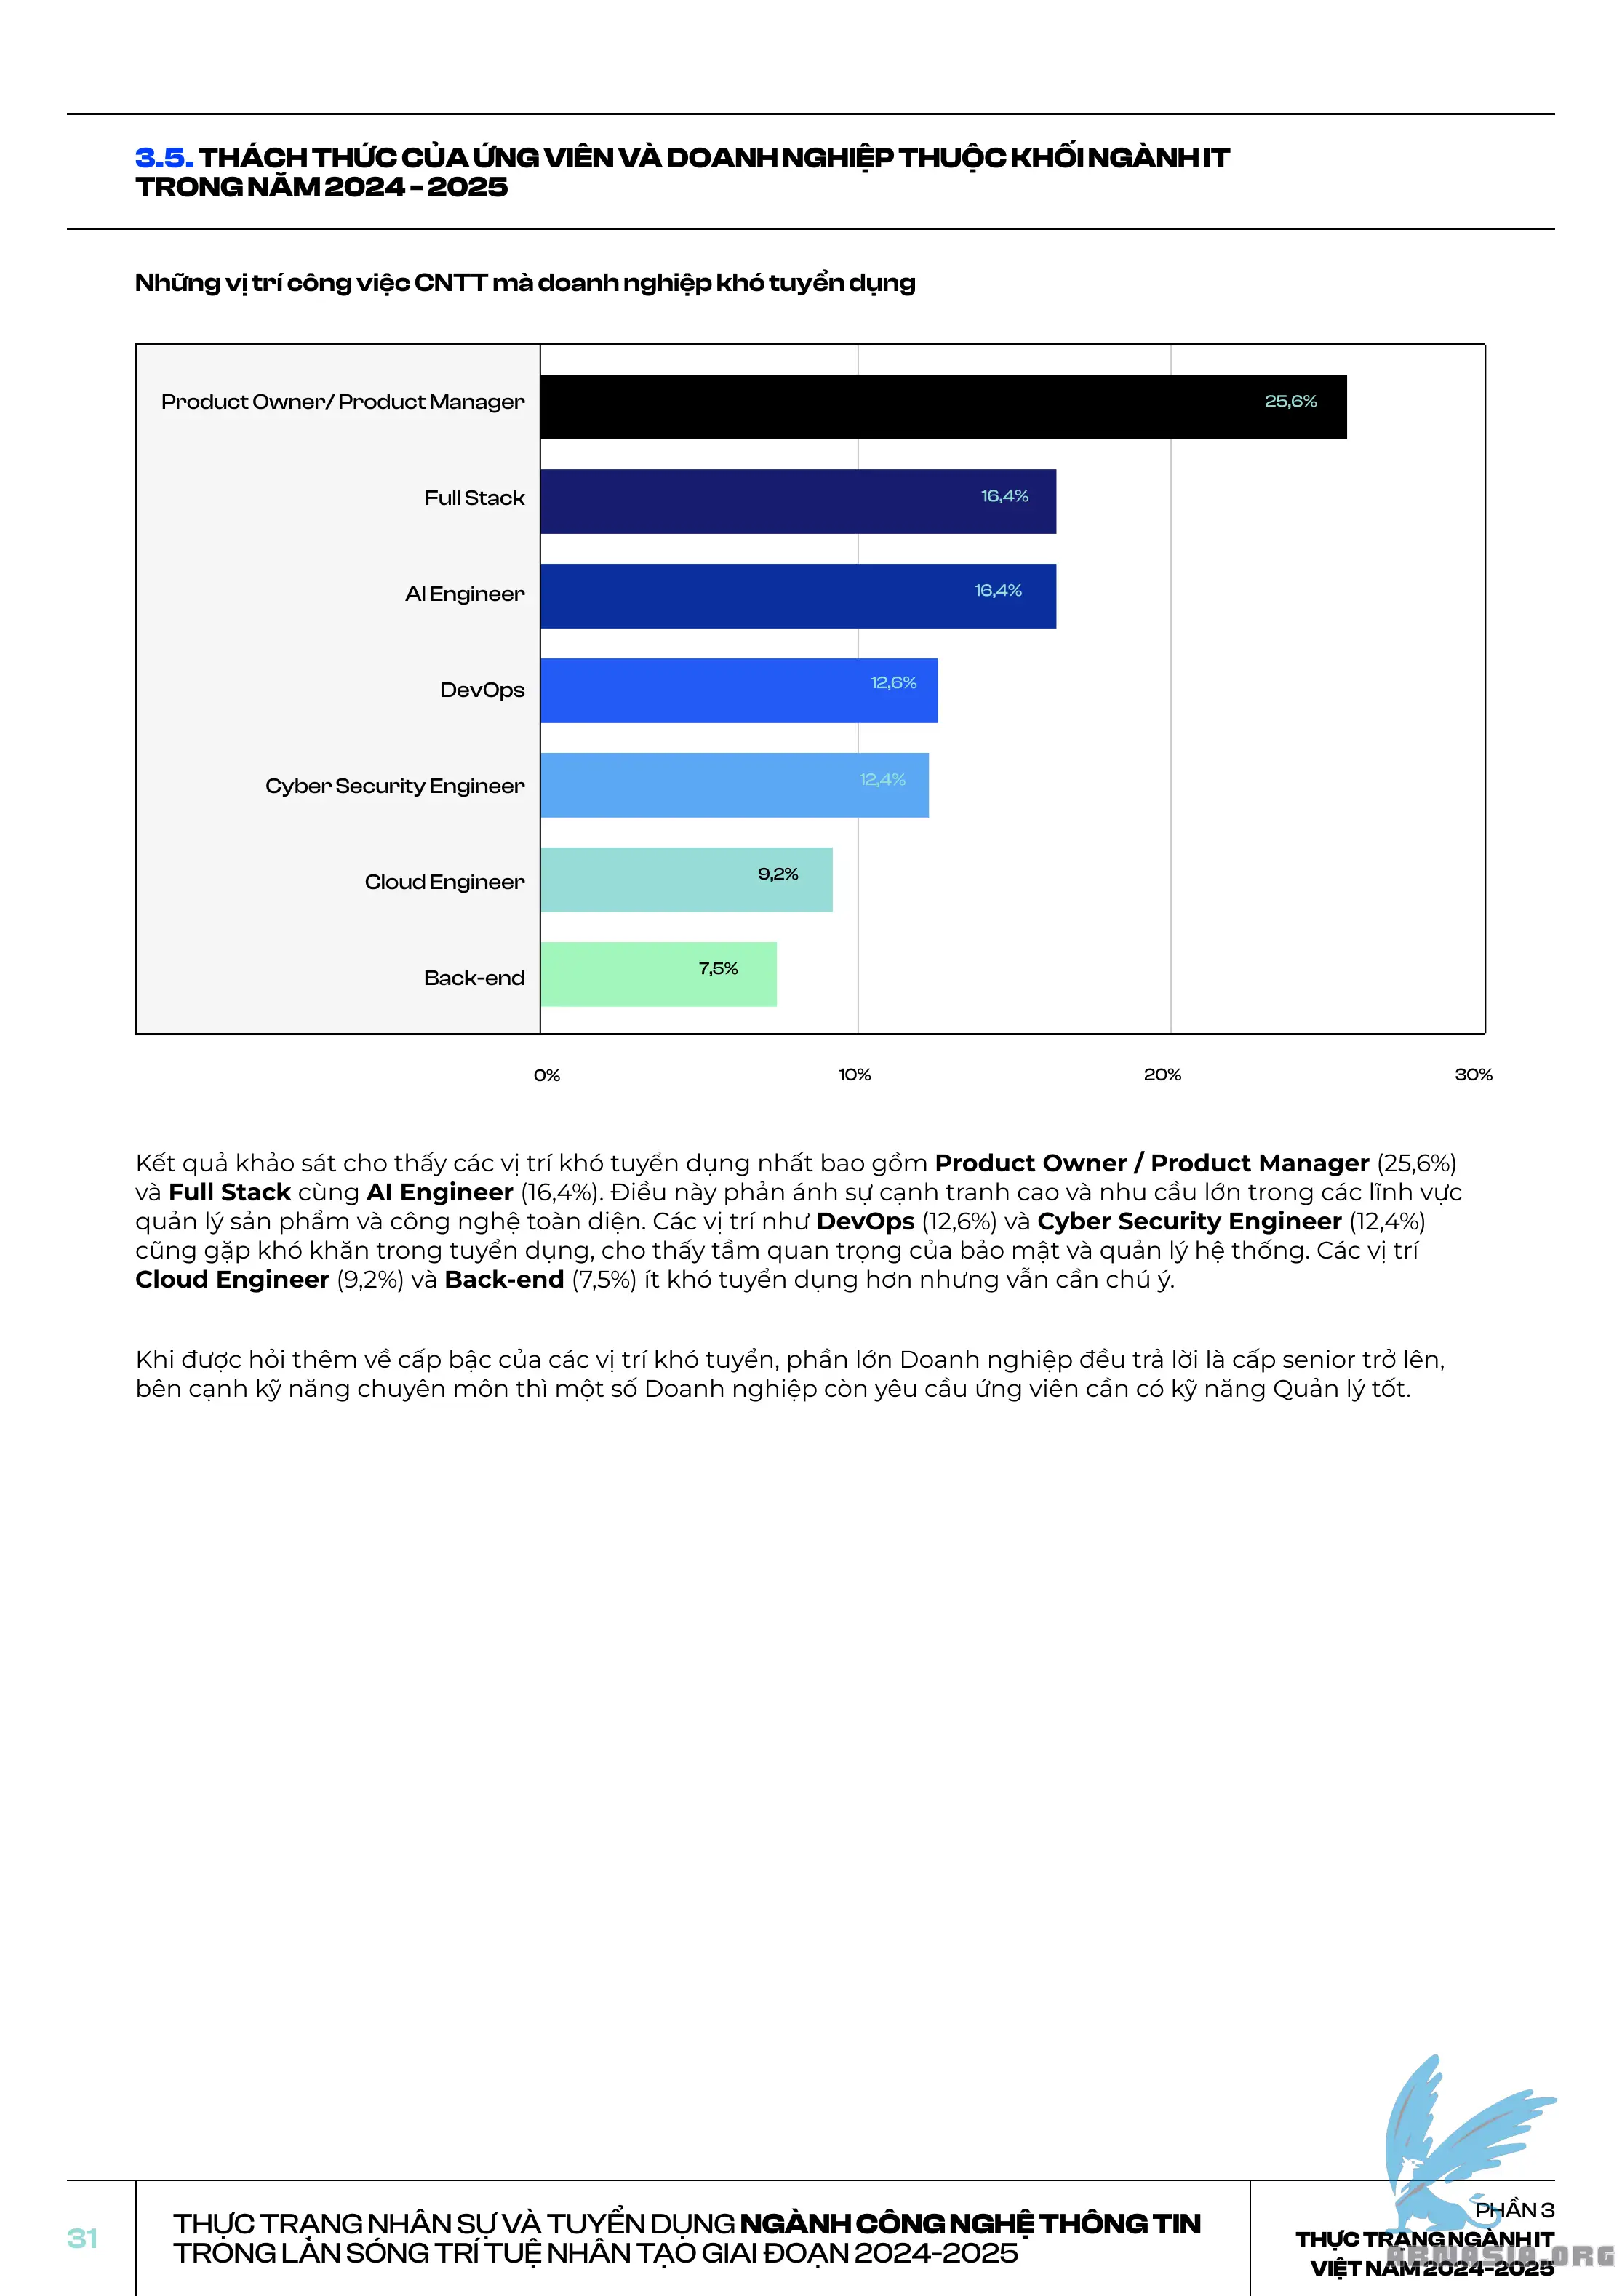 3.5. THÁCH THỨC CỦA ỨNG VIÊN VÀ DOANH NGHIỆP THUỘC KHỐI NGÀNH IT
TRONG NĂM 2024 - 2025
Những vị trí công việc CNTT mà doanh nghiệp khó tuyển dụng
Product Owner/ Product Manager
25,6%
Full Stack
16,4%
AI Engineer
16,4%
DevOps
12,6%
Cyber Security Engineer
12,4%
Cloud Engineer
9,2%
Back-end
7,5%
0%
10%
20%
30%
Kết quả khảo sát cho thấy các vị trí khó tuyển dụng nhất bao gồm Product Owner / Product Manager (25,6%)
và Full Stack cùng AI Engineer (16,4%). Điều này phản ánh sự cạnh tranh cao và nhu cầu lớn trong các lĩnh vực
quản lý sản phẩm và công nghệ toàn diện. Các vị trí như DevOps (12,6%) và Cyber Security Engineer (12,4%)
cũng gặp khó khăn trong tuyển dụng, cho thấy tầm quan trọng của bảo mật và quản lý hệ thống. Các vị trí
Cloud Engineer (9,2%) và Back-end (7,5%) ít khó tuyển dụng hơn nhưng vẫn cần chú ý.
Khi được hỏi thêm về cấp bậc của các vị trí khó tuyển, phần lớn Doanh nghiệp đều trả lời là cấp senior trở lên,
bên cạnh kỹ năng chuyên môn thì một số Doanh nghiệp còn yêu cầu ứng viên cần có kỹ năng Quản lý tốt.
31
THỰC TRẠNG NHÂN SỰ VÀ TUYỂN DỤNG NGÀNH CÔNG NGHỆ THÔNG TIN
TRONG LÀN SÓNG TRÍ TUỆ NHÂN TẠO GIAI ĐOẠN 2024-2025
PHẦN 3
THỰC TRẠNG NGÀNH IT
VIỆT NAM 2024-2025
ARMASIA.ORG